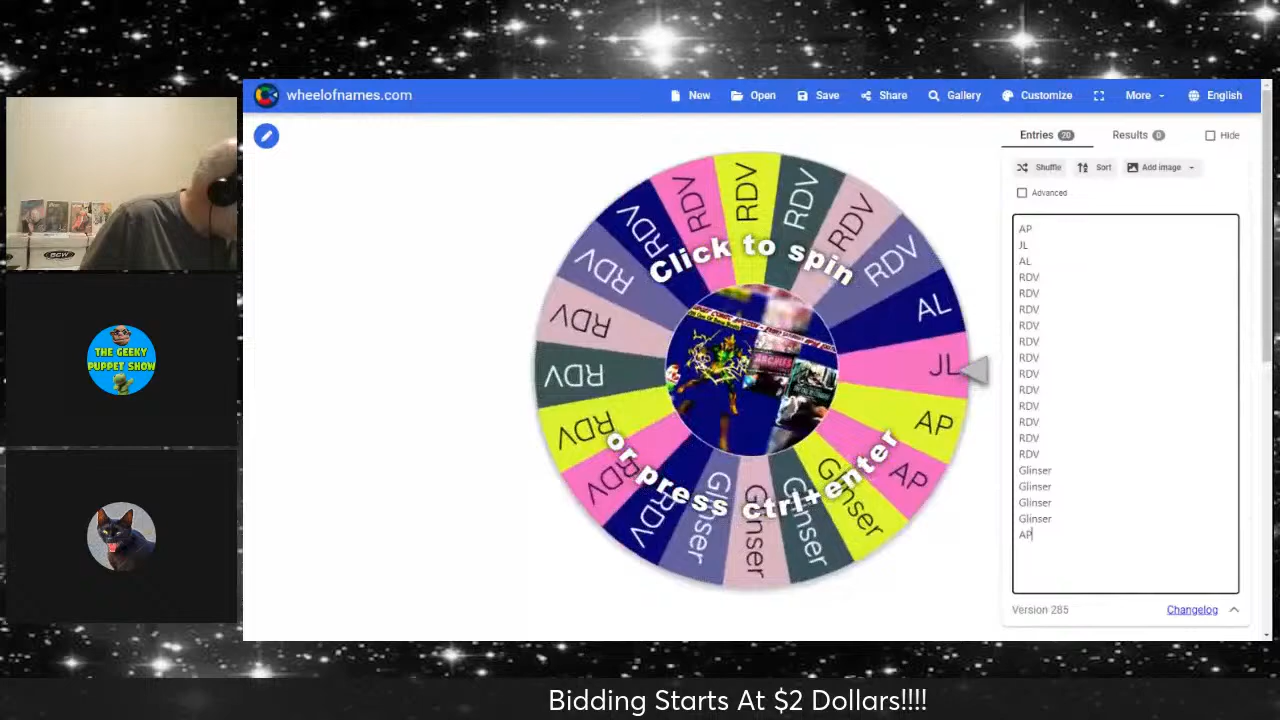 wheelofnames.com
New
Open
Save
Share
Gallery
Customize
More
English
Entries 20
Results 0
Hide
Shuffle
Sort
Add image
Advanced
AP
JL
AL
RDV
RDV
RDV
RDV
RDV
RDV
RDV
RDV
RDV
RDV
RDV
RDV
Glinser
Glinser
Glinser
Glinser
AP
Version 285
Changelog
Click to spin
or press ctrl+enter
RDV
RDV
RDV
RDV
RDV
AL
JL
AP
AP
Glinser
Glinser
Glinser
Glinser
RDV
RDV
RDV
RDV
RDV
RDV
RDV
ARCHIES
BCW
THE GEEKY
PUPPET SHOW
Bidding Starts At $2 Dollars!!!!